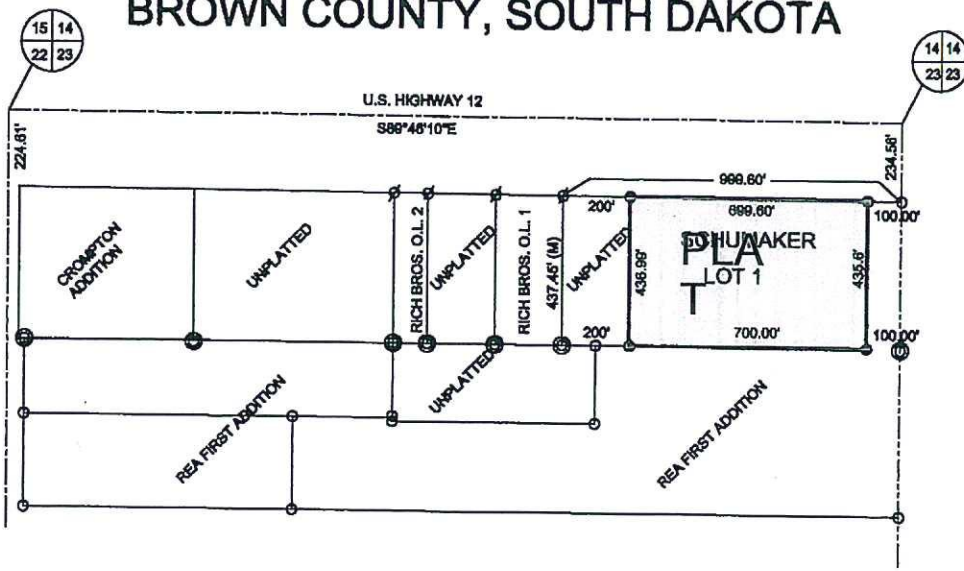 BROWN COUNTY, SOUTH DAKOTA
15 14
22 23
14 14
23 23
U.S. HIGHWAY 12
S89°46'10"E
224.61'
234.58'
999.60'
200'
699.60'
100.00'
CROMPTON
ADDITION
UNPLATTED
RICH BROS. O.L. 2
UNPLATTED
RICH BROS. O.L. 1
437.45' (M)
UNPLATTED
436.99'
SCHUMAKER
LOT 1
PLA
T
435.6'
200'
700.00'
100.00'
UNPLATTED
REA FIRST ADDITION
REA FIRST ADDITION